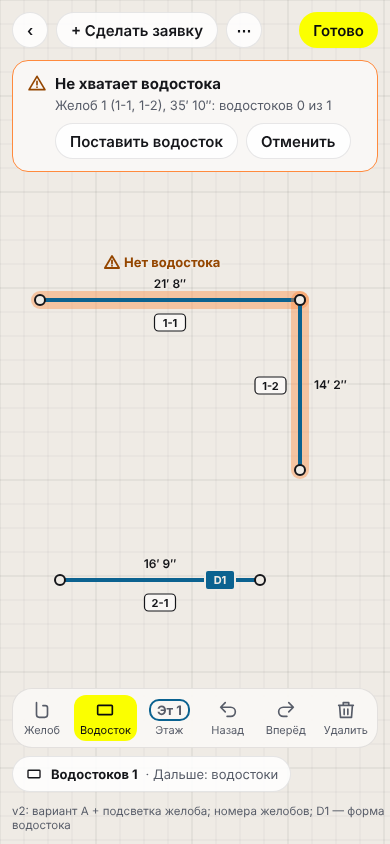 ‹ + Сделать заявку ··· Готово
Не хватает водостока
Желоб 1 (1-1, 1-2), 35′ 10″: водостоков 0 из 1
Поставить водосток Отменить
Нет водостока
21′ 8″
1-1
1-2 14′ 2″
16′ 9″
D1
2-1
Эт 1
Желоб Водосток Этаж Назад Вперёд Удалить
Водостоков 1 · Дальше: водостоки
v2: вариант A + подсветка желоба; номера желобов; D1 — форма
водостока